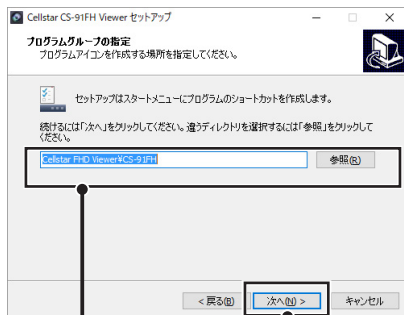 Cellstar CS-91FH Viewer セットアップ
プログラムグループの指定
プログラムアイコンを作成する場所を指定してください。
セットアップはスタートメニューにプログラムのショートカットを作成します。
続けるには「次へ」をクリックしてください。違うディレクトリを選択するには「参照」をクリックして
ください。
Cellstar FHD Viewer¥CS-91FH
参照(R)
< 戻る(B)
次へ(N) >
キャンセル